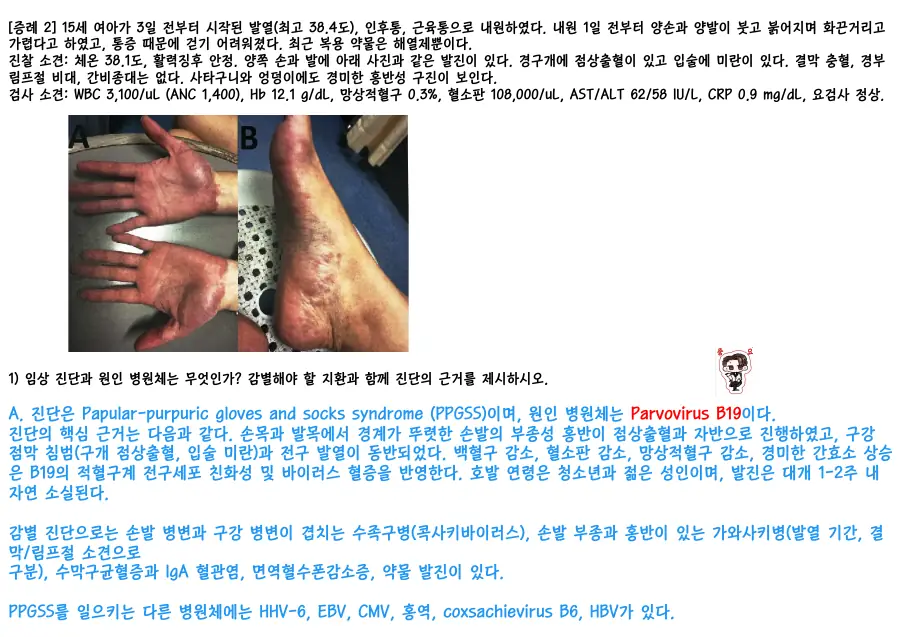 [증례 2] 15세 여아가 3일 전부터 시작된 발열(최고 38.4도), 인후통, 근육통으로 내원하였다. 내원 1일 전부터 양손과 양발이 붓고 붉어지며 화끈거리고
가렵다고 하였고, 통증 때문에 걷기 어려워졌다. 최근 복용 약물은 해열제뿐이다.
진찰 소견: 체온 38.1도, 활력징후 안정. 양쪽 손과 발에 아래 사진과 같은 발진이 있다. 경구개에 점상출혈이 있고 입술에 미란이 있다. 결막 충혈, 경부
림프절 비대, 간비종대는 없다. 사타구니와 엉덩이에도 경미한 홍반성 구진이 보인다.
검사 소견: WBC 3,100/uL (ANC 1,400), Hb 12.1 g/dL, 망상적혈구 0.3%, 혈소판 108,000/uL, AST/ALT 62/58 IU/L, CRP 0.9 mg/dL, 요검사 정상.
A B
1) 임상 진단과 원인 병원체는 무엇인가? 감별해야 할 지환과 함께 진단의 근거를 제시하시오.
A. 진단은 Papular-purpuric gloves and socks syndrome (PPGSS)이며, 원인 병원체는 Parvovirus B19이다.
진단의 핵심 근거는 다음과 같다. 손목과 발목에서 경계가 뚜렷한 손발의 부종성 홍반이 점상출혈과 자반으로 진행하였고, 구강
점막 침범(구개 점상출혈, 입술 미란)과 전구 발열이 동반되었다. 백혈구 감소, 혈소판 감소, 망상적혈구 감소, 경미한 간효소 상승
은 B19의 적혈구계 전구세포 친화성 및 바이러스 혈증을 반영한다. 호발 연령은 청소년과 젊은 성인이며, 발진은 대개 1-2주 내
자연 소실된다.
감별 진단으로는 손발 병변과 구강 병변이 겹치는 수족구병(콕사키바이러스), 손발 부종과 홍반이 있는 가와사키병(발열 기간, 결
막/림프절 소견으로
구분), 수막구균혈증과 IgA 혈관염, 면역혈수폰감소증, 약물 발진이 있다.
PPGSS를 일으키는 다른 병원체에는 HHV-6, EBV, CMV, 홍역, coxsachievirus B6, HBV가 있다.